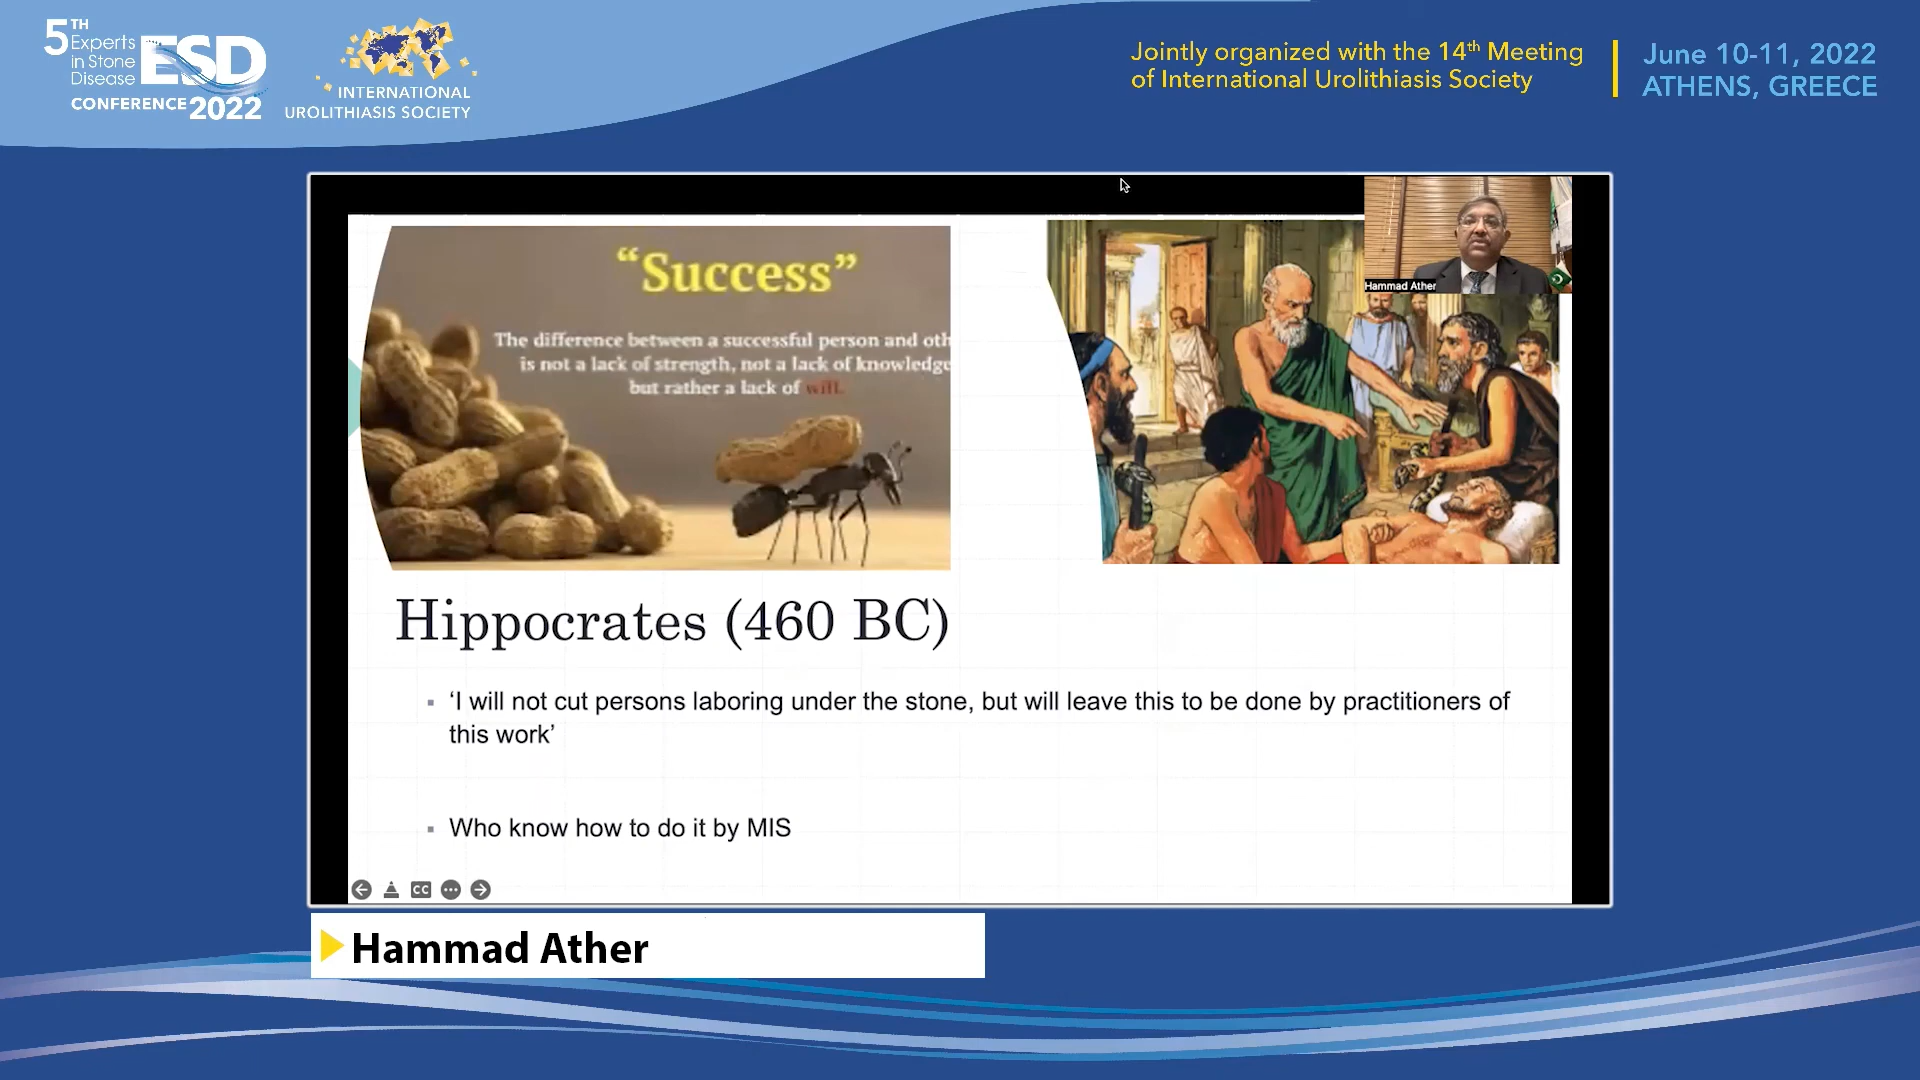 5TH Experts in Stone Disease
ESD
CONFERENCE 2022
INTERNATIONAL
UROLITHIASIS SOCIETY
Jointly organized with the 14th Meeting
of International Urolithiasis Society
June 10-11, 2022
ATHENS, GREECE
Hammad Ather
“Success”
The difference between a successful person and oth
is not a lack of strength, not a lack of knowledge
but rather a lack of will.
Hippocrates (460 BC)
‘I will not cut persons laboring under the stone, but will leave this to be done by practitioners of
this work’
Who know how to do it by MIS
CC
Hammad Ather